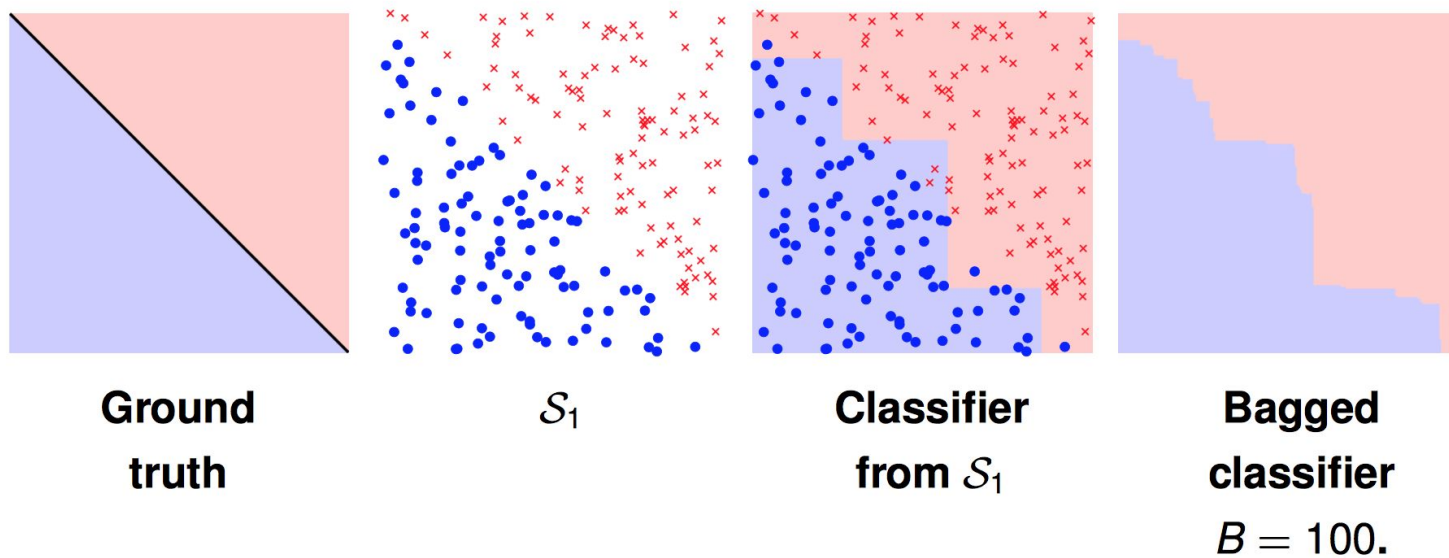 Ground
truth
S₁
Classifier
from S₁
Bagged
classifier
B = 100.